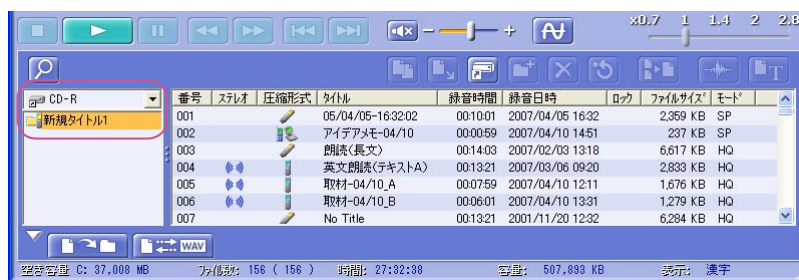 x0.7 1 1.4 2 2.8
CD-R
新規タイトル1
番号 ステレオ 圧縮形式 タイトル 録音時間 録音日時 ロック ファイルサイズ モード
001 05/04/05-16:32:02 00:10:01 2007/04/05 16:32 2,359 KB SP
002 アイデアメモ-04/10 00:00:59 2007/04/10 14:51 237 KB SP
003 朗読(長文) 00:14:03 2007/02/03 13:18 6,617 KB HQ
004 英文朗読(テキストA) 00:13:21 2007/03/06 09:20 2,833 KB HQ
005 取材-04/10_A 00:07:59 2007/04/10 12:11 1,676 KB HQ
006 取材-04/10_B 00:06:01 2007/04/10 13:31 1,279 KB HQ
007 No Title 00:13:21 2001/11/20 12:32 6,284 KB HQ
WAV
空き容量 C: 37,008 MB ファイル数: 156 ( 156 ) 時間: 27:32:38 容量: 507,893 KB 表示: 漢字